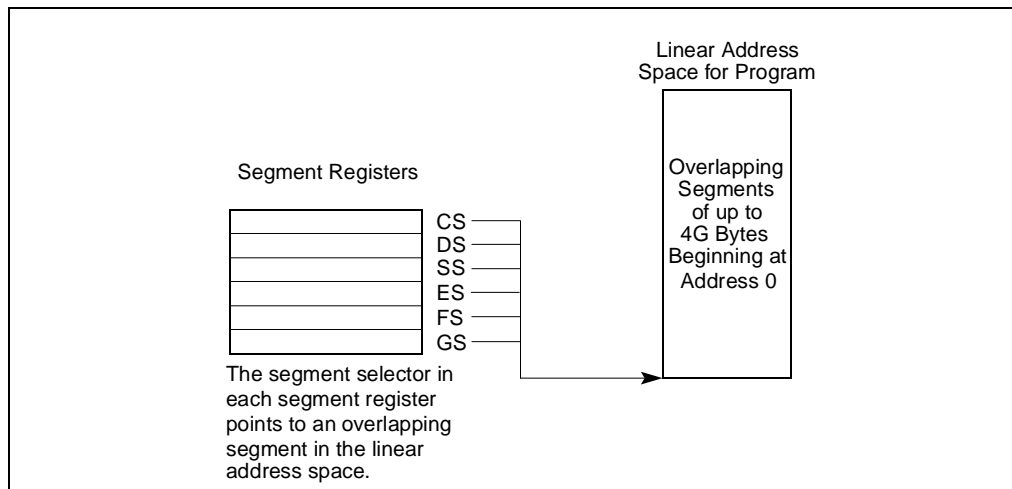 Linear Address
Space for Program
Overlapping
Segments
of up to
4G Bytes
Beginning at
Address 0
Segment Registers
CS
DS
SS
ES
FS
GS
The segment selector in
each segment register
points to an overlapping
segment in the linear
address space.